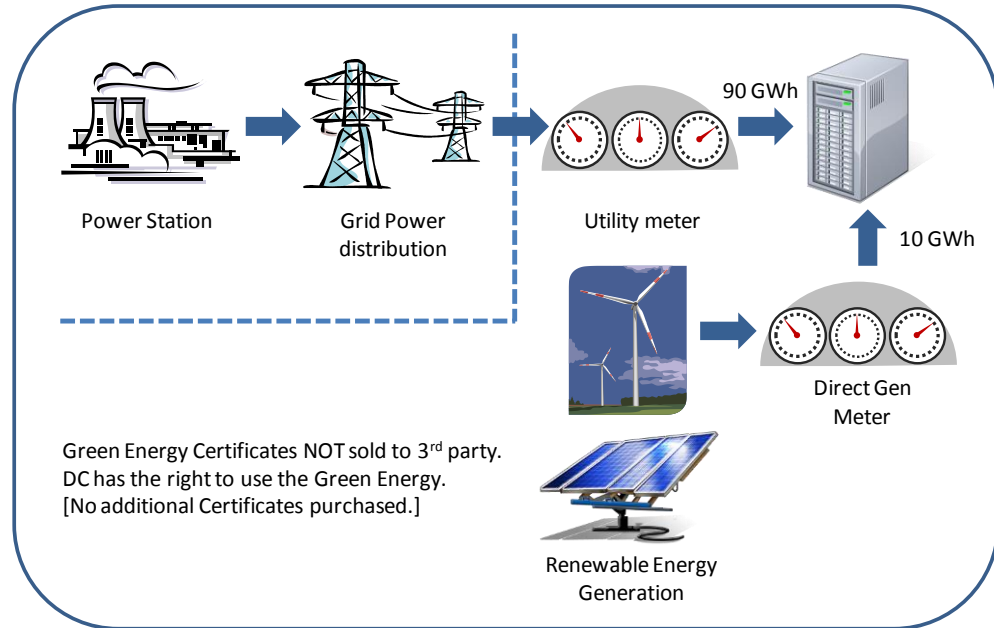 90 GWh
Power Station
Grid Power
distribution
Utility meter
10 GWh
Direct Gen
Meter
Green Energy Certificates NOT sold to 3rd party.
DC has the right to use the Green Energy.
[No additional Certificates purchased.]
Renewable Energy
Generation